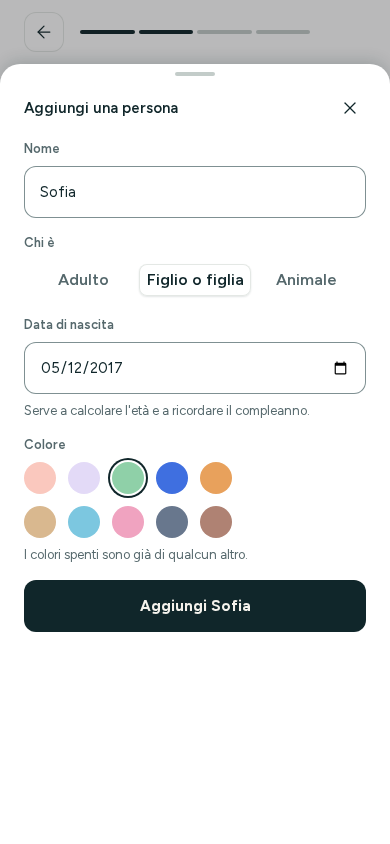 Aggiungi una persona
Nome
Sofia
Chi è
Adulto
Figlio o figlia
Animale
Data di nascita
05/12/2017
Serve a calcolare l'età e a ricordare il compleanno.
Colore
I colori spenti sono già di qualcun altro.
Aggiungi Sofia